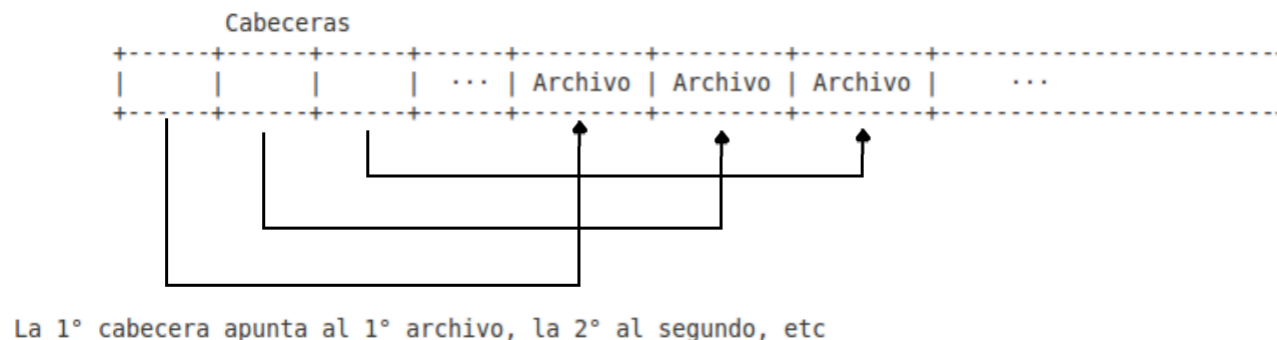 Cabeceras
+------+------+------+------+---------+---------+---------+-------------------------
| | | | ··· | Archivo | Archivo | Archivo | ···
+------+------+------+------+---------+---------+---------+-------------------------
La 1° cabecera apunta al 1° archivo, la 2° al segundo, etc